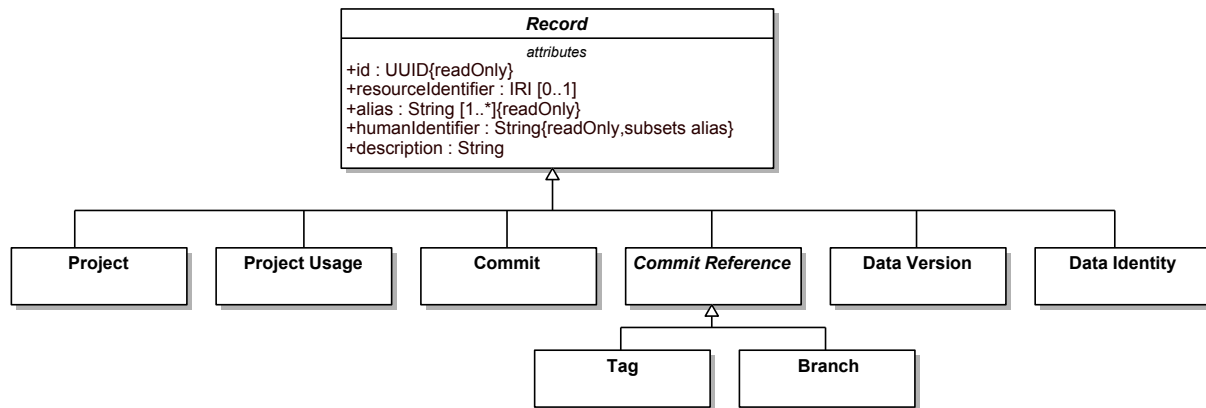 Record
attributes
+id : UUID{readOnly}
+resourceIdentifier : IRI [0..1]
+alias : String [1..*]{readOnly}
+humanIdentifier : String{readOnly,subsets alias}
+description : String
Project
Project Usage
Commit
Commit Reference
Data Version
Data Identity
Tag
Branch